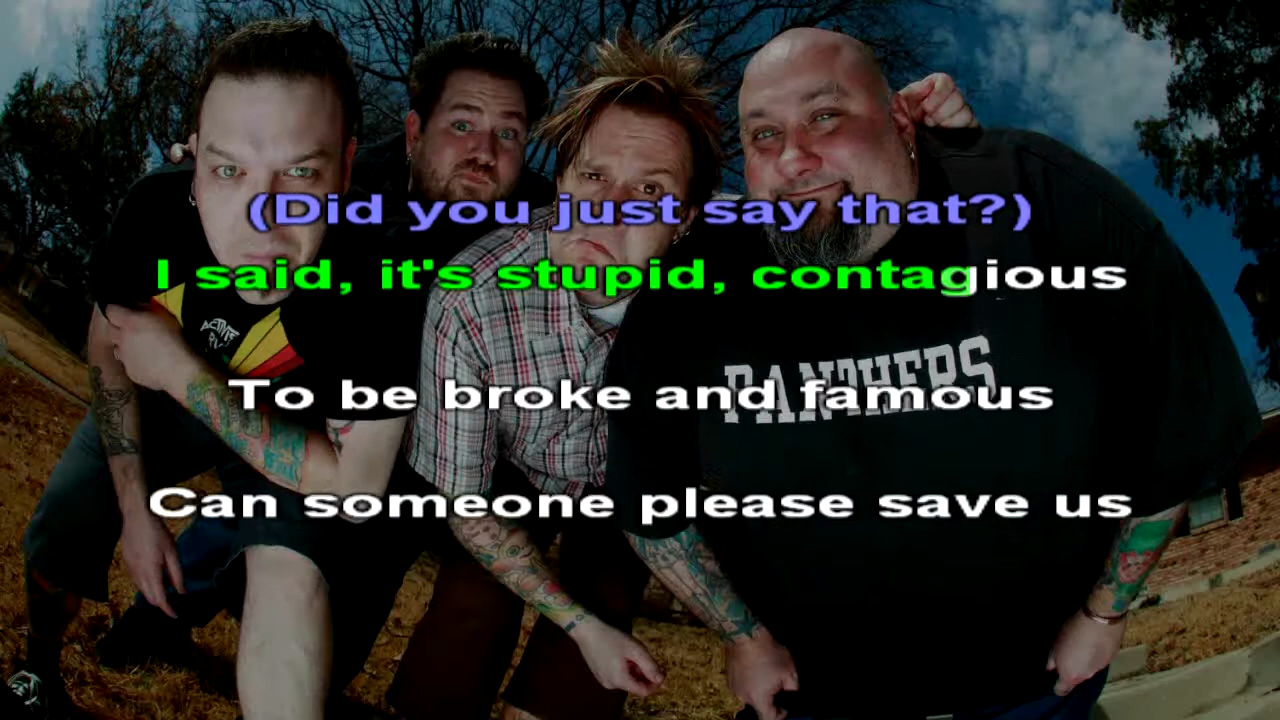 (Did you just say that?)
I said, it's stupid, contagious
ACTIVE
PANTHERS
To be broke and famous
Can someone please save us